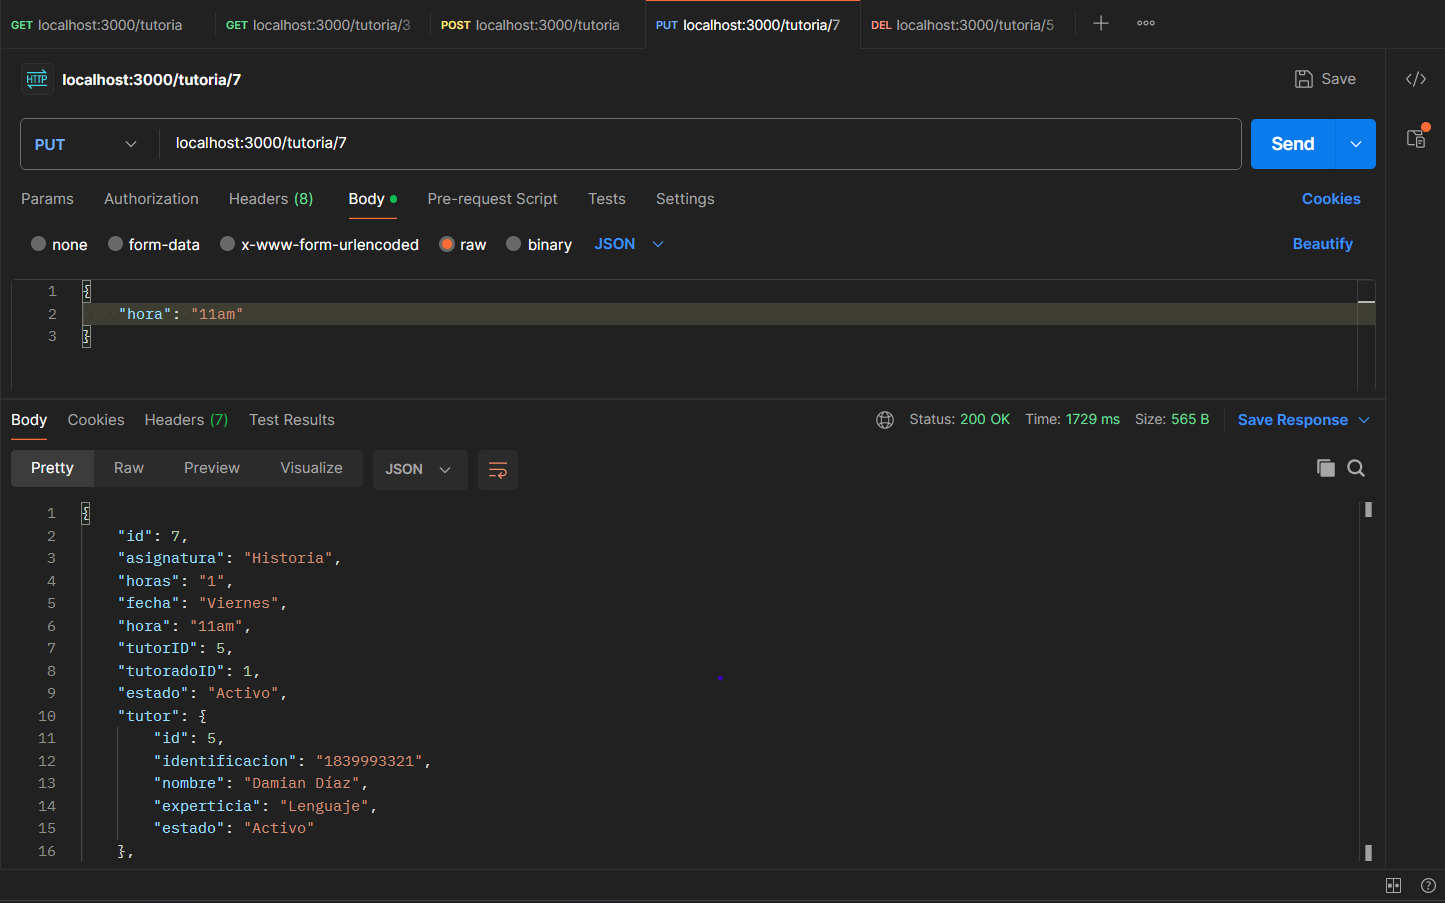 GET localhost:3000/tutoria GET localhost:3000/tutoria/3 POST localhost:3000/tutoria PUT localhost:3000/tutoria/7 DEL localhost:3000/tutoria/5
HTTP localhost:3000/tutoria/7 Save
PUT localhost:3000/tutoria/7 Send
Params Authorization Headers (8) Body Pre-request Script Tests Settings Cookies
none form-data x-www-form-urlencoded raw binary JSON Beautify
1 {
2 "hora": "11am"
3 }
Body Cookies Headers (7) Test Results Status: 200 OK Time: 1729 ms Size: 565 B Save Response
Pretty Raw Preview Visualize JSON
1 {
2 "id": 7,
3 "asignatura": "Historia",
4 "horas": "1",
5 "fecha": "Viernes",
6 "hora": "11am",
7 "tutorID": 5,
8 "tutoradoID": 1,
9 "estado": "Activo",
10 "tutor": {
11 "id": 5,
12 "identificacion": "1839993321",
13 "nombre": "Damian Díaz",
14 "experticia": "Lenguaje",
15 "estado": "Activo"
16 },